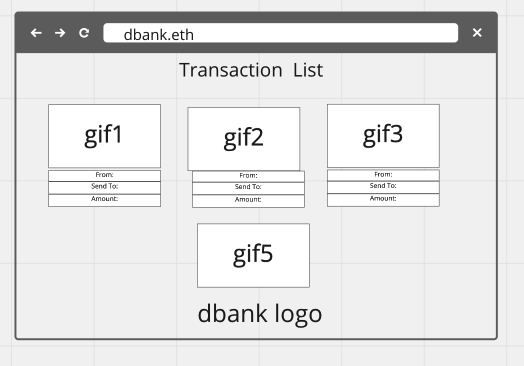 dbank.eth
Transaction List
gif1
gif2
gif3
From:
From:
From:
Send To:
Send To:
Send To:
Amount:
Amount:
Amount:
gif5
dbank logo